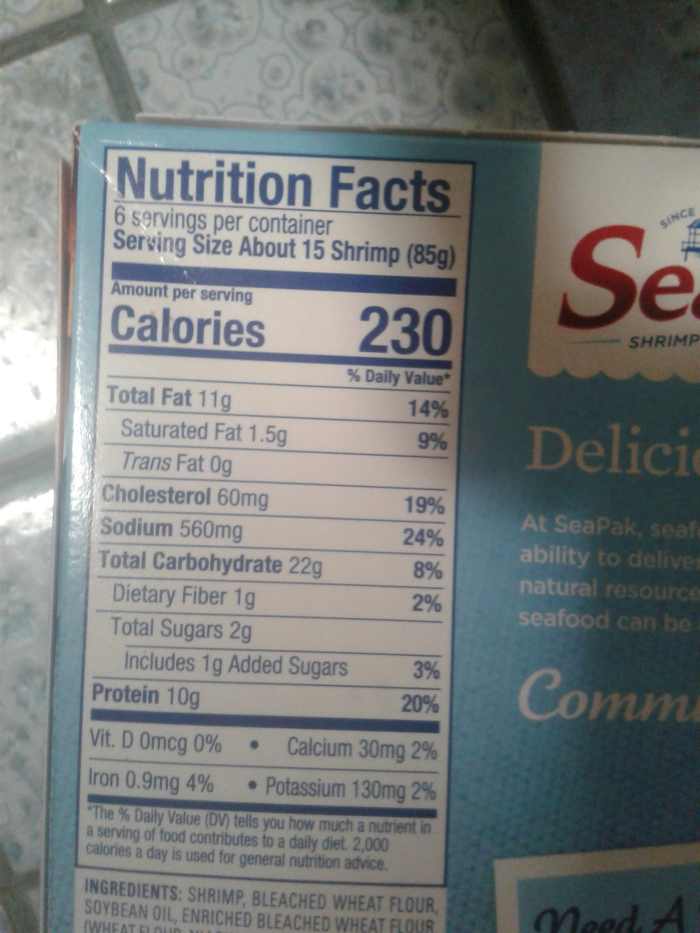 Nutrition Facts
6 servings per container
Serving Size About 15 Shrimp (85g)
Amount per serving
Calories 230
% Daily Value*
Total Fat 11g 14%
Saturated Fat 1.5g 9%
Trans Fat 0g
Cholesterol 60mg 19%
Sodium 560mg 24%
Total Carbohydrate 22g 8%
Dietary Fiber 1g 2%
Total Sugars 2g
Includes 1g Added Sugars 3%
Protein 10g 20%
Vit. D 0mcg 0% • Calcium 30mg 2%
Iron 0.9mg 4% • Potassium 130mg 2%
*The % Daily Value (DV) tells you how much a nutrient in
a serving of food contributes to a daily diet. 2,000
calories a day is used for general nutrition advice.
INGREDIENTS: SHRIMP, BLEACHED WHEAT FLOUR,
SOYBEAN OIL, ENRICHED BLEACHED WHEAT FLOUR
(WHEAT FLOUR,
SINCE
Sea
SHRIMP
Delici
At SeaPak, seaf
ability to deliver
natural resource
seafood can be
Comm
Need A